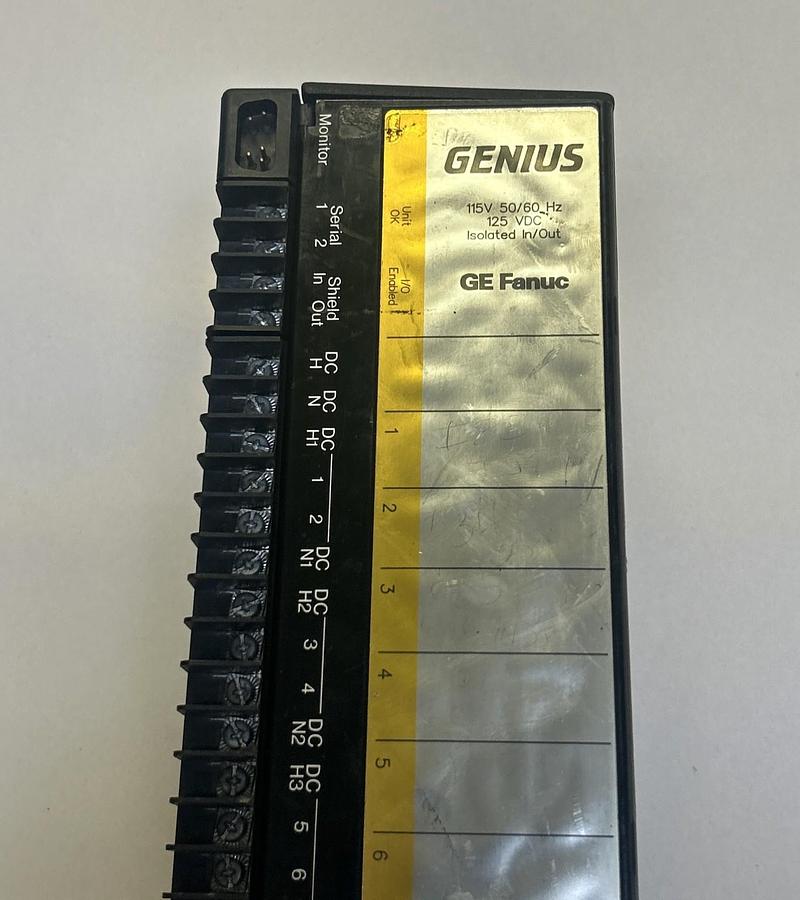 GENIUS
115V 50/60 Hz
125 VDC
Isolated In/Out
GE Fanuc
Unit
OK
I/O
Enabled
1
2
3
4
5
6
Monitor
Serial
1 2
Shield
In Out
DC
H
DC
N
DC
H1
1
2
DC
N1
DC
H2
3
4
DC
N2
DC
H3
5
6